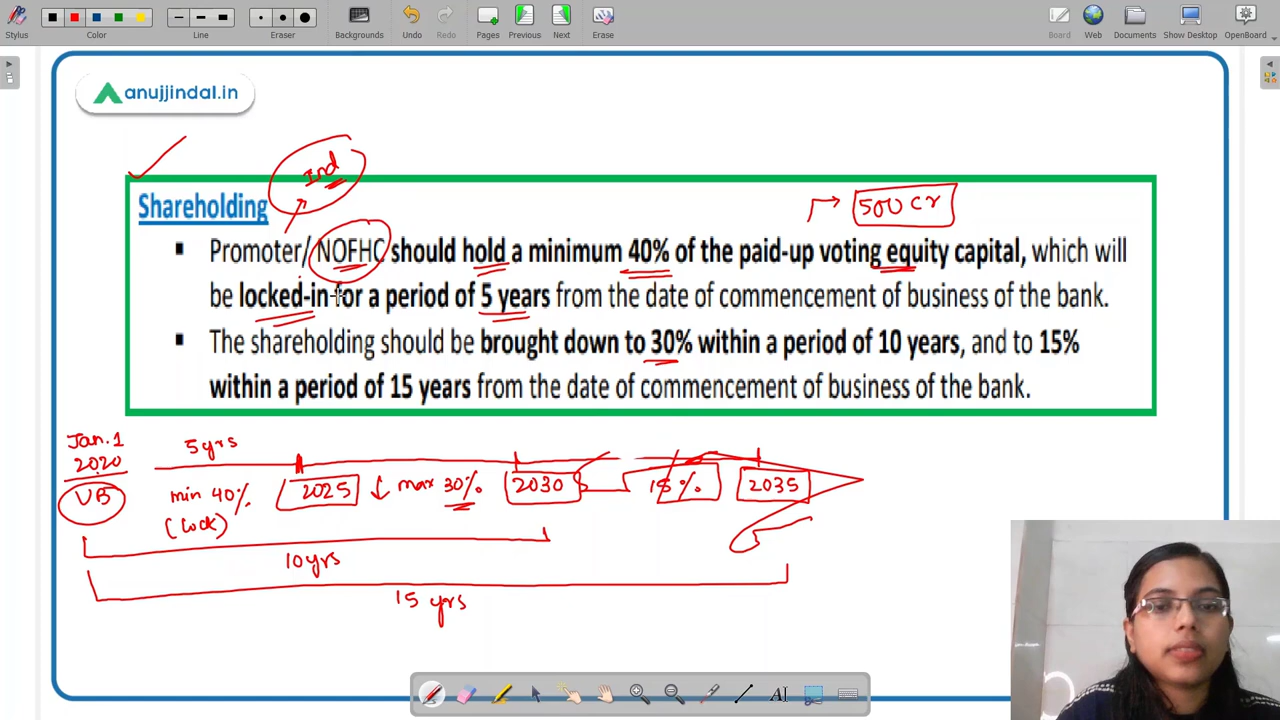 Stylus
Color
Line
Eraser
Backgrounds
Undo
Redo
Pages
Previous
Next
Erase
Board
Web
Documents
Show Desktop
OpenBoard
anujjindal.in
Ind
Shareholding
500 cr
▪ Promoter/ NOFHC should hold a minimum 40% of the paid-up voting equity capital, which will
be locked-in for a period of 5 years from the date of commencement of business of the bank.
▪ The shareholding should be brought down to 30% within a period of 10 years, and to 15%
within a period of 15 years from the date of commencement of business of the bank.
Jan. 1
2020
UB
5yrs
min 40%
(lock)
2025
↓ max 30%
2030
15%
2035
10yrs
15 yrs